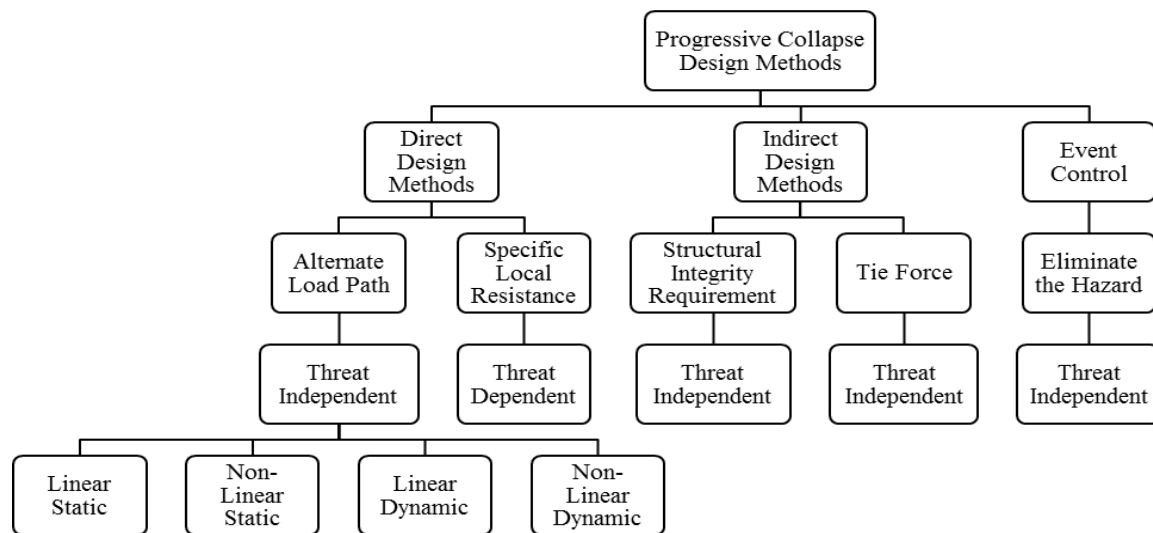 Progressive Collapse
Design Methods
Direct
Design
Methods
Indirect
Design
Methods
Event
Control
Alternate
Load Path
Specific
Local
Resistance
Structural
Integrity
Requirement
Tie Force
Eliminate
the Hazard
Threat
Independent
Threat
Dependent
Threat
Independent
Threat
Independent
Threat
Independent
Linear
Static
Non-
Linear
Static
Linear
Dynamic
Non-
Linear
Dynamic